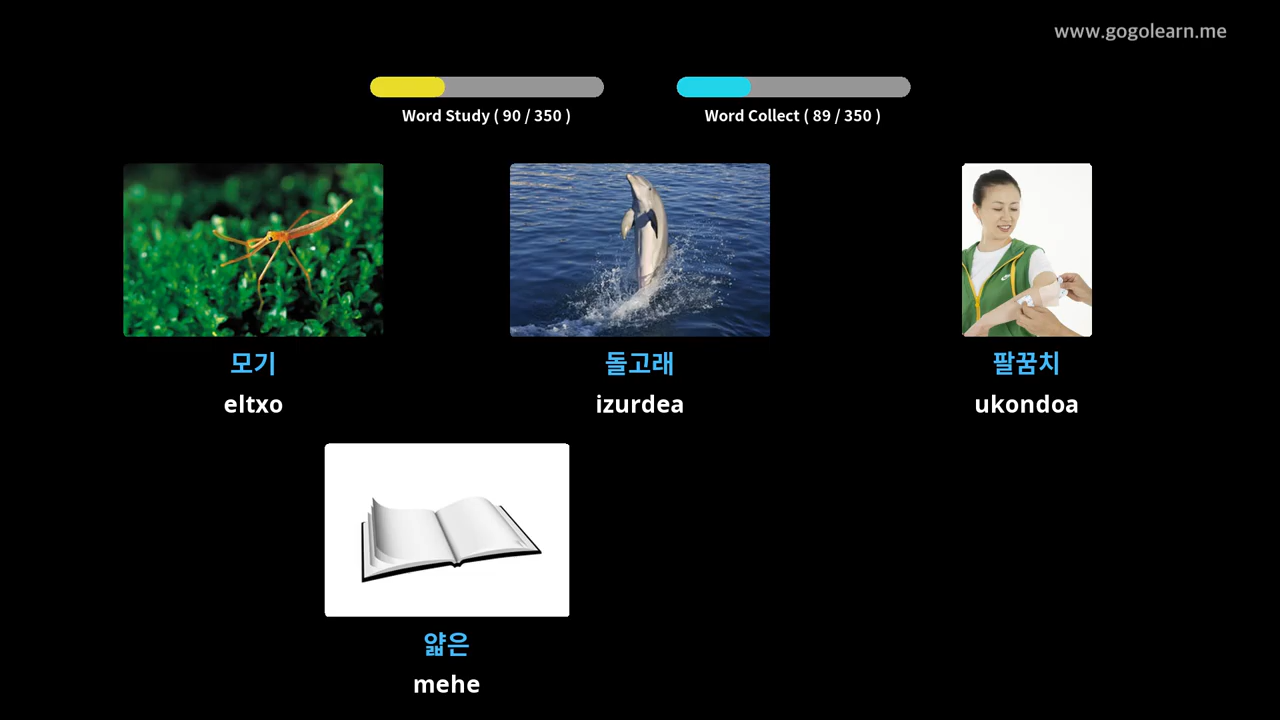 www.gogolearn.me
Word Study ( 90 / 350 )
Word Collect ( 89 / 350 )
모기
eltxo
돌고래
izurdea
팔꿈치
ukondoa
얇은
mehe